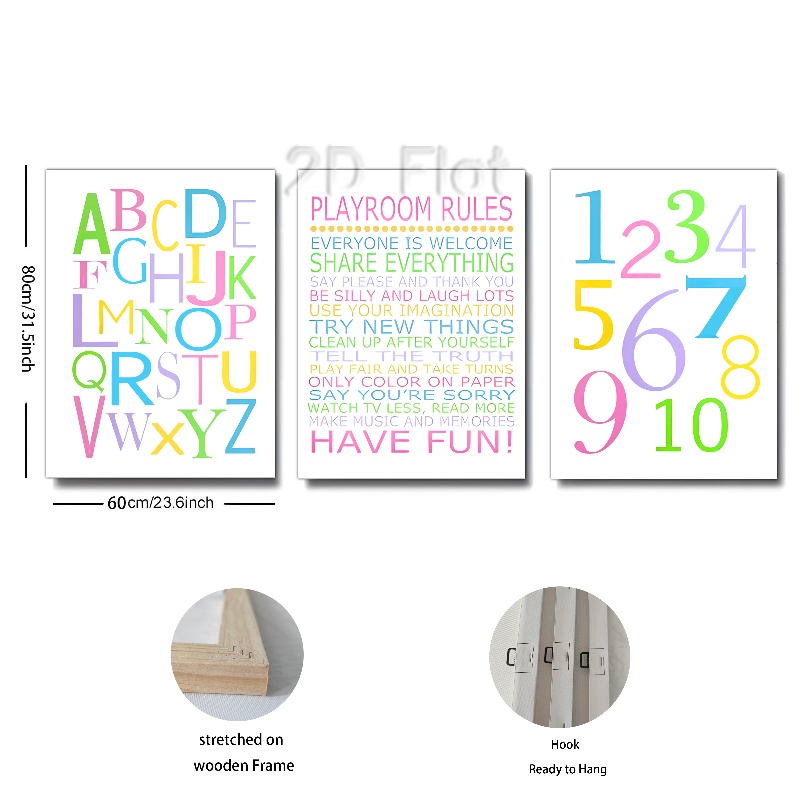 2D Flat
80cm/31.5inch
A B C D E
F G H I J K
L M N O P
Q R S T U
V W X Y Z
60cm/23.6inch
PLAYROOM RULES
EVERYONE IS WELCOME
SHARE EVERYTHING
SAY PLEASE AND THANK YOU
BE SILLY AND LAUGH LOTS
USE YOUR IMAGINATION
TRY NEW THINGS
CLEAN UP AFTER YOURSELF
TELL THE TRUTH
PLAY FAIR AND TAKE TURNS
ONLY COLOR ON PAPER
SAY YOU'RE SORRY
WATCH TV LESS, READ MORE
MAKE MUSIC AND MEMORIES
HAVE FUN!
1 2 3 4
5 6 7
8
9 10
stretched on
wooden Frame
Hook
Ready to Hang